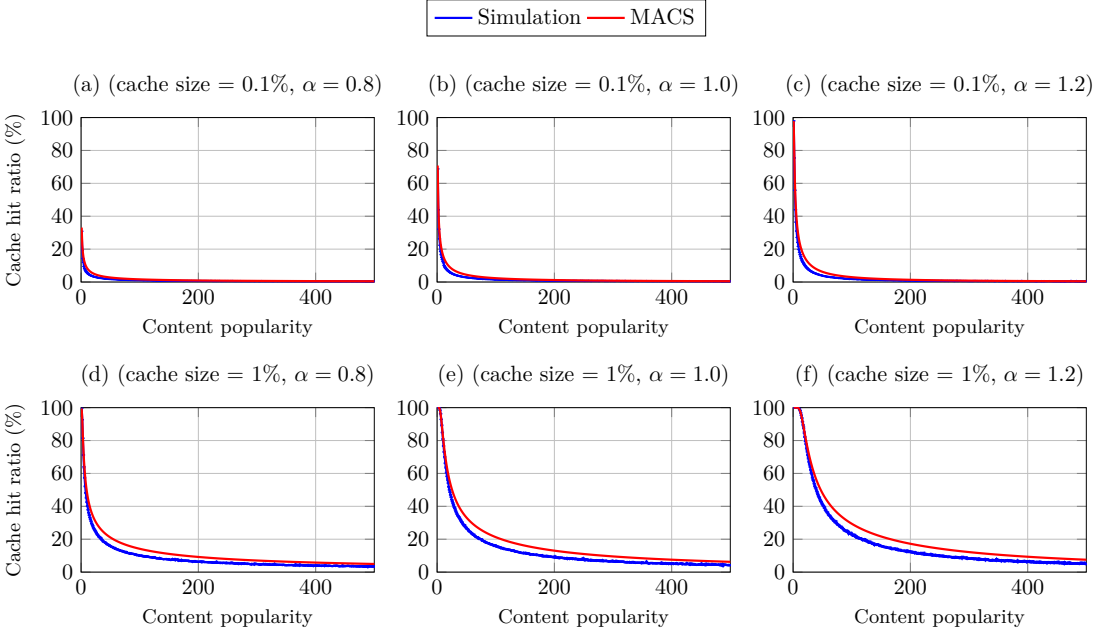 Simulation MACS
(a) (cache size = 0.1%, α = 0.8) (b) (cache size = 0.1%, α = 1.0) (c) (cache size = 0.1%, α = 1.2)
Cache hit ratio (%)
100 100 100
80 80 80
60 60 60
40 40 40
20 20 20
0 0 0
0 200 400 0 200 400 0 200 400
Content popularity Content popularity Content popularity
(d) (cache size = 1%, α = 0.8) (e) (cache size = 1%, α = 1.0) (f) (cache size = 1%, α = 1.2)
Cache hit ratio (%)
100 100 100
80 80 80
60 60 60
40 40 40
20 20 20
0 0 0
0 200 400 0 200 400 0 200 400
Content popularity Content popularity Content popularity